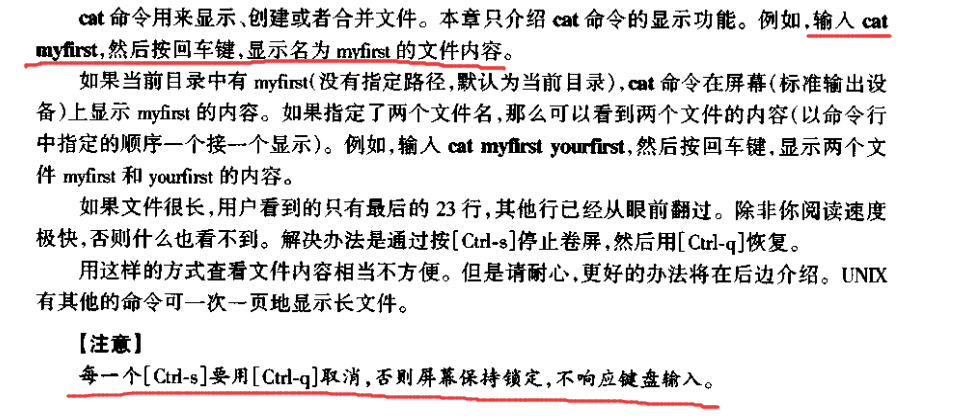 cat 命令用来显示、创建或者合并文件。本章只介绍 cat 命令的显示功能。例如,输入 cat
myfirst,然后按回车键,显示名为 myfirst 的文件内容。
如果当前目录中有 myfirst(没有指定路径,默认为当前目录),cat 命令在屏幕(标准输出设
备)上显示 myfirst 的内容。如果指定了两个文件名,那么可以看到两个文件的内容(以命令行
中指定的顺序一个接一个显示)。例如,输入 cat myfirst yourfirst,然后按回车键,显示两个文
件 myfirst 和 yourfirst 的内容。
如果文件很长,用户看到的只有最后的 23 行,其他行已经从眼前翻过。除非你阅读速度
极快,否则什么也看不到。解决办法是通过按[Ctrl-s]停止卷屏,然后用[Ctrl-q]恢复。
用这样的方式查看文件内容相当不方便。但是请耐心,更好的办法将在后边介绍。UNIX
有其他的命令可一次一页地显示长文件。
【注意】
每一个[Ctrl-s]要用[Ctrl-q]取消,否则屏幕保持锁定,不响应键盘输入。